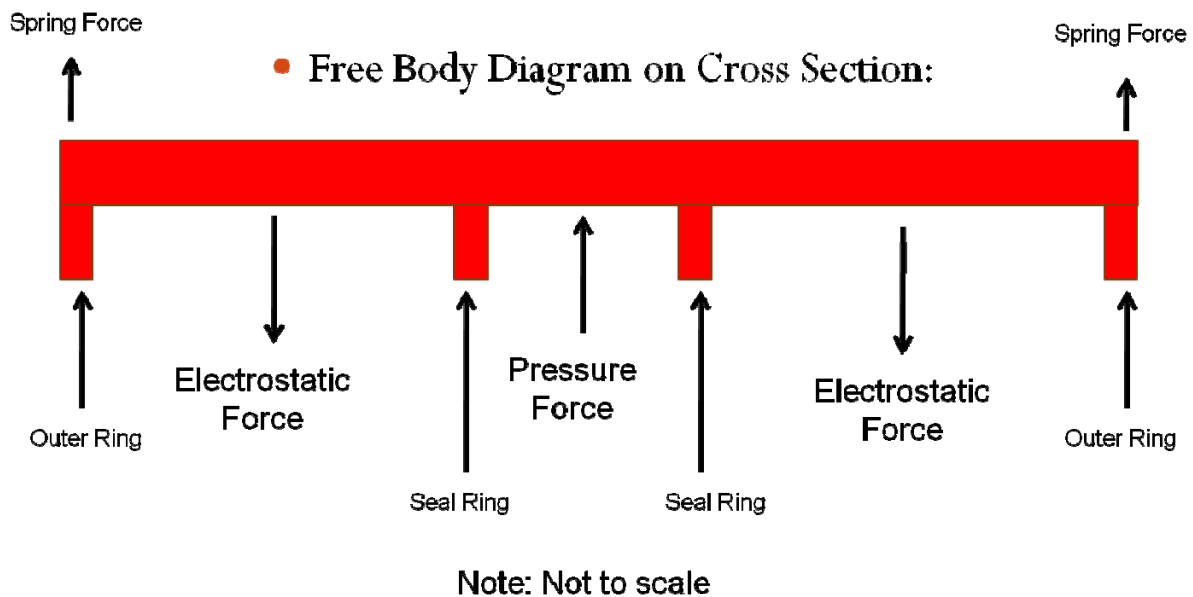 Spring Force
Spring Force
• Free Body Diagram on Cross Section:
Electrostatic
Force
Pressure
Force
Electrostatic
Force
Outer Ring
Outer Ring
Seal Ring
Seal Ring
Note: Not to scale